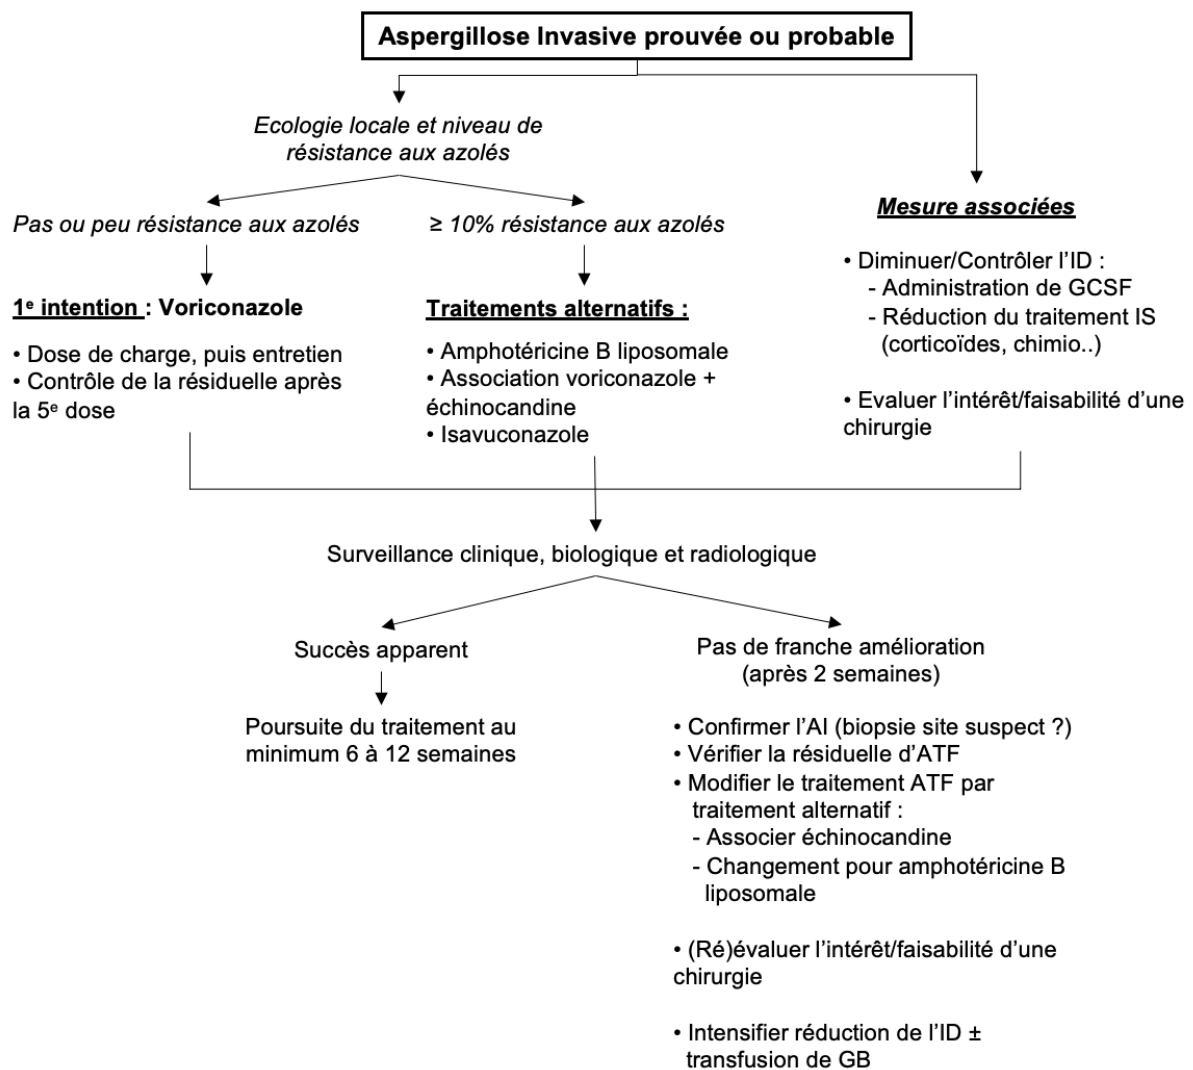 Aspergillose Invasive prouvée ou probable
Ecologie locale et niveau de
résistance aux azolés
Pas ou peu résistance aux azolés
≥ 10% résistance aux azolés
1e intention : Voriconazole
• Dose de charge, puis entretien
• Contrôle de la résiduelle après
la 5e dose
Traitements alternatifs :
• Amphotéricine B liposomale
• Association voriconazole +
échinocandine
• Isavuconazole
Mesure associées
• Diminuer/Contrôler l’ID :
- Administration de GCSF
- Réduction du traitement IS
(corticoïdes, chimio..)
• Evaluer l’intérêt/faisabilité d’une
chirurgie
Surveillance clinique, biologique et radiologique
Succès apparent
Poursuite du traitement au
minimum 6 à 12 semaines
Pas de franche amélioration
(après 2 semaines)
• Confirmer l’AI (biopsie site suspect ?)
• Vérifier la résiduelle d’ATF
• Modifier le traitement ATF par
traitement alternatif :
- Associer échinocandine
- Changement pour amphotéricine B
liposomale
• (Ré)évaluer l’intérêt/faisabilité d’une
chirurgie
• Intensifier réduction de l’ID ±
transfusion de GB